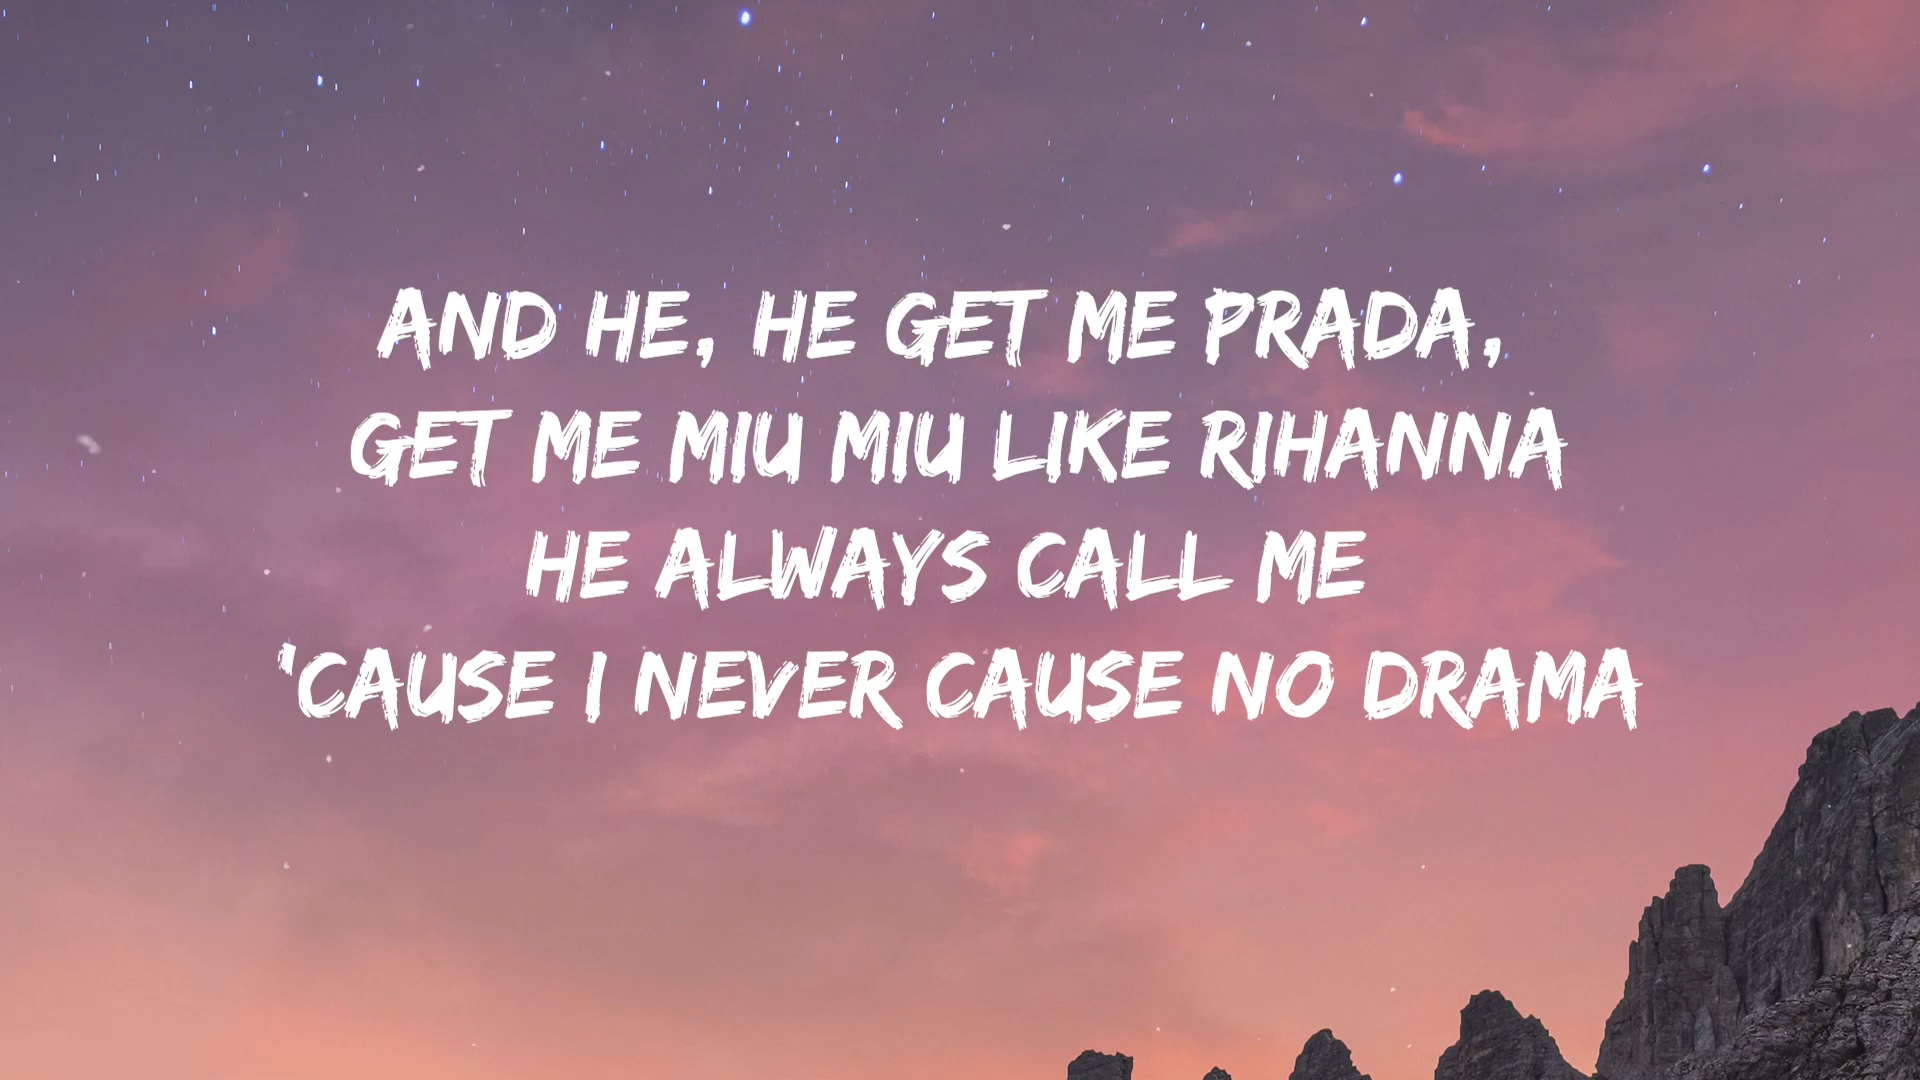 AND HE, HE GET ME PRADA,
GET ME MIU MIU LIKE RIHANNA
HE ALWAYS CALL ME
'CAUSE I NEVER CAUSE NO DRAMA